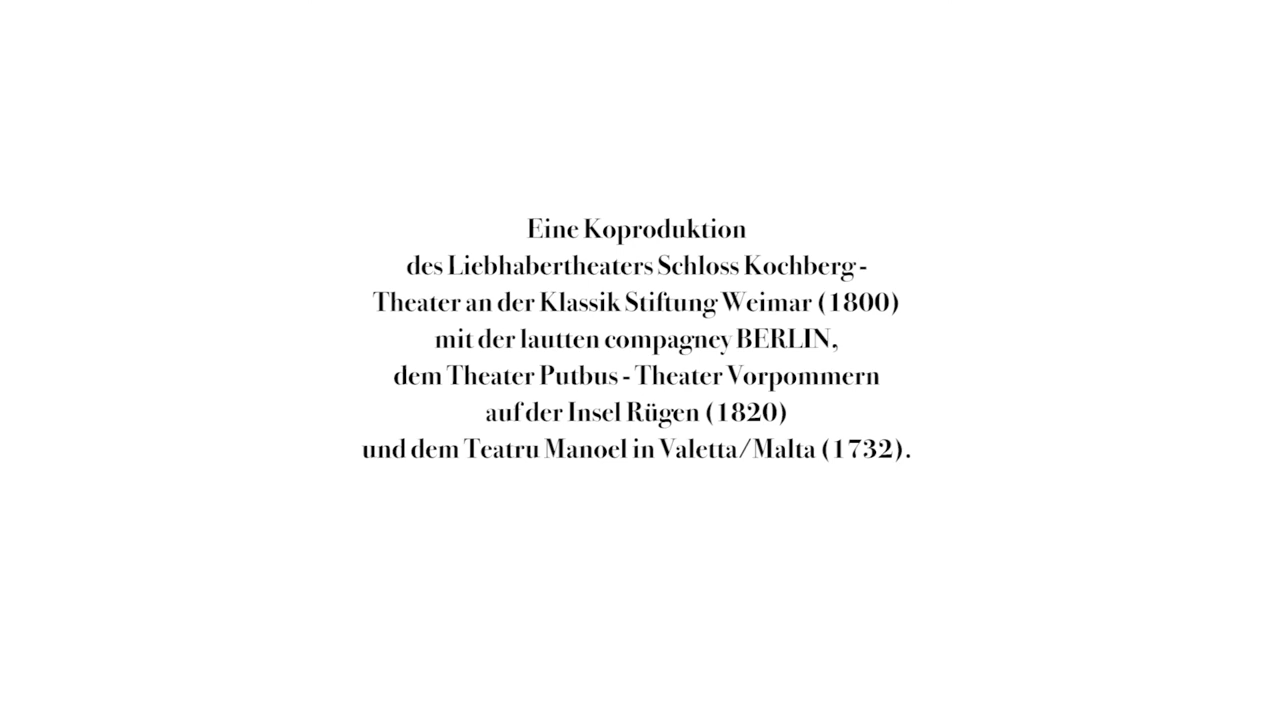 Eine Koproduktion
des Liebhabertheaters Schloss Kochberg -
Theater an der Klassik Stiftung Weimar (1800)
mit der lautten compagney BERLIN,
dem Theater Putbus - Theater Vorpommern
auf der Insel Rügen (1820)
und dem Teatru Manoel in Valetta/Malta (1732).